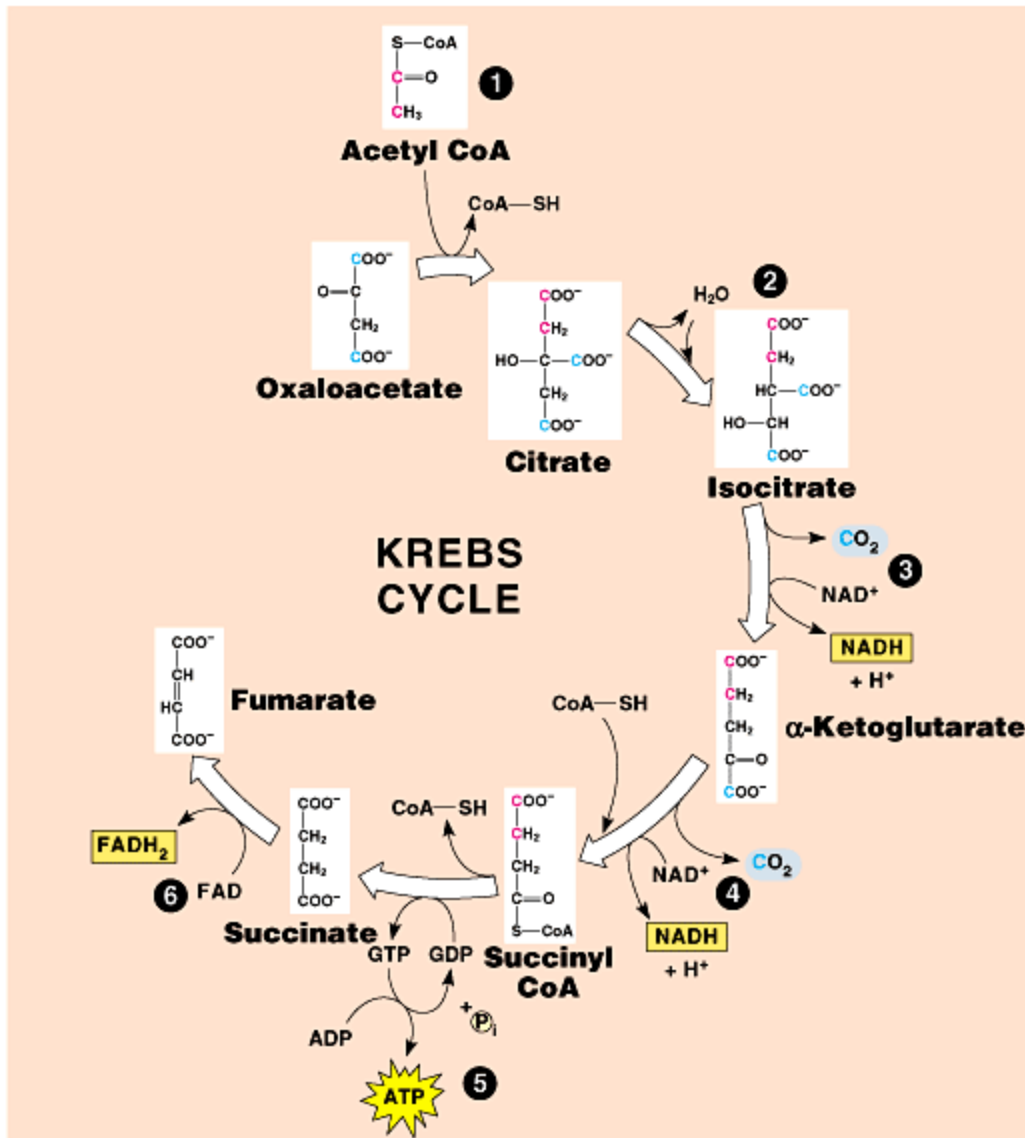 S—CoA
C=O
CH₃
1
Acetyl CoA
CoA—SH
COO⁻
O—C
CH₂
COO⁻
Oxaloacetate
COO⁻
CH₂
HO—C—COO⁻
CH₂
COO⁻
Citrate
H₂O
2
COO⁻
CH₂
HC—COO⁻
HO—CH
COO⁻
Isocitrate
KREBS
CYCLE
CO₂
3
NAD⁺
NADH
+ H⁺
COO⁻
CH₂
CH₂
C—O
COO⁻
α-Ketoglutarate
CoA—SH
CO₂
4
NAD⁺
NADH
+ H⁺
COO⁻
CH₂
CH₂
C=O
S—CoA
Succinyl
CoA
CoA—SH
GTP
GDP
+
Pi
ADP
ATP
5
COO⁻
CH₂
CH₂
COO⁻
Succinate
FADH₂
6
FAD
COO⁻
CH
HC
COO⁻
Fumarate